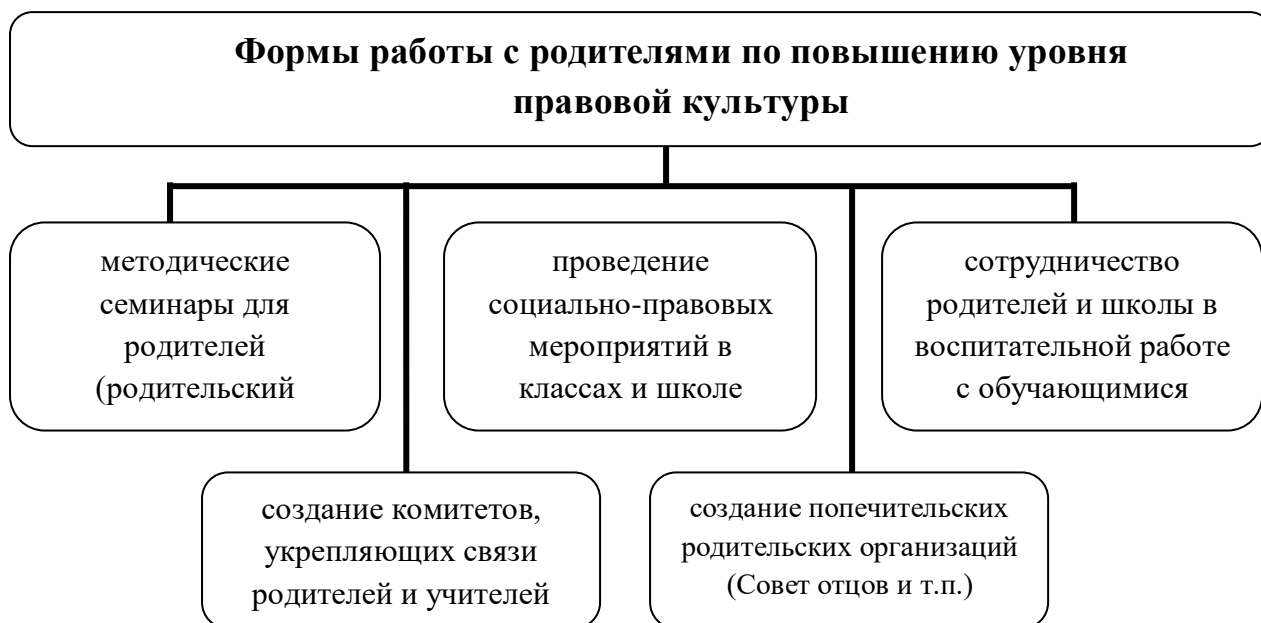 Формы работы с родителями по повышению уровня
правовой культуры
методические
семинары для
родителей
(родительский
проведение
социально-правовых
мероприятий в
классах и школе
сотрудничество
родителей и школы в
воспитательной работе
с обучающимися
создание комитетов,
укрепляющих связи
родителей и учителей
создание попечительских
родительских организаций
(Совет отцов и т.п.)